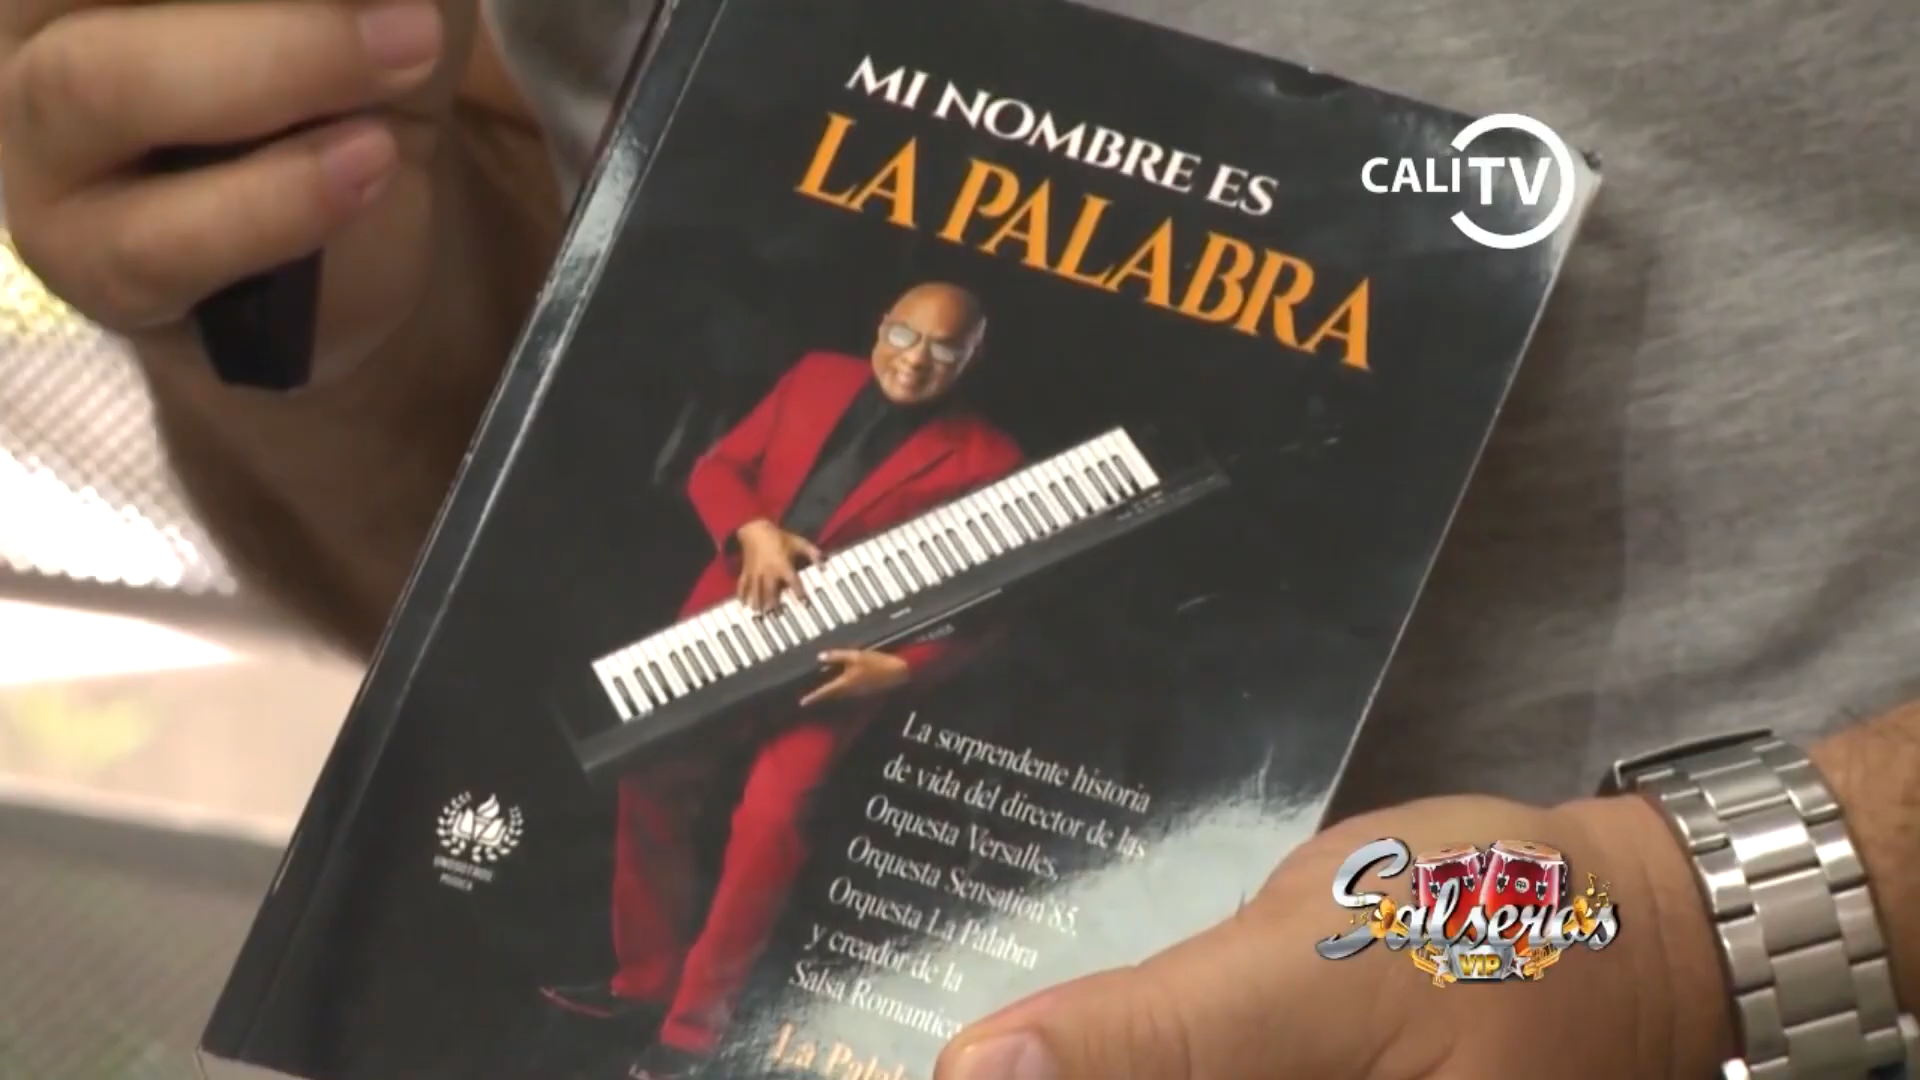 MI NOMBRE ES
LA PALABRA
CALI TV
La sorprendente historia
de vida del director de las
Orquesta Versalles,
Orquesta Sensation '85,
Orquesta La Palabra
y creador de la
Salsa Romantica
La
Salseros
VIP